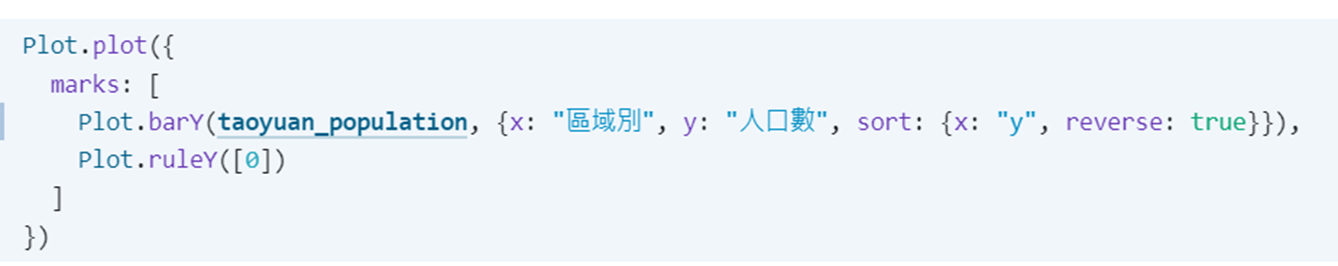 Plot.plot({
  marks: [
    Plot.barY(taoyuan_population, {x: "區域別", y: "人口數", sort: {x: "y", reverse: true}}),
    Plot.ruleY([0])
  ]
})